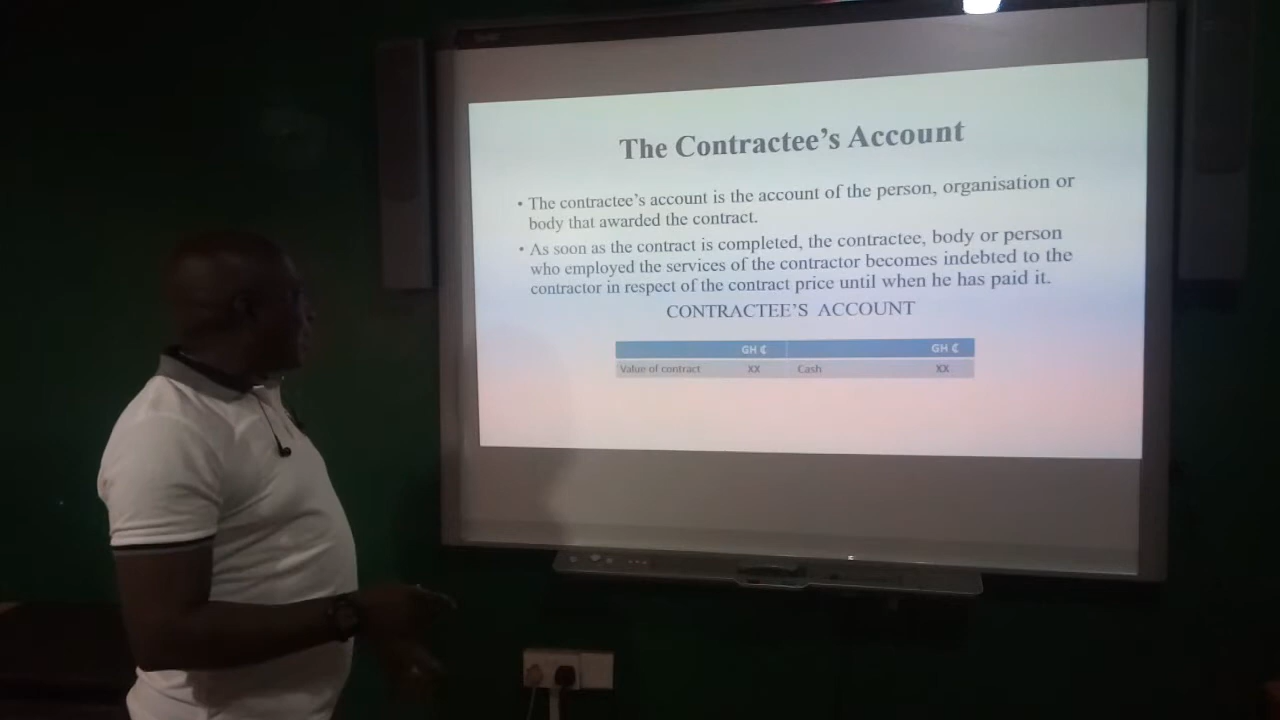 The Contractee's Account
• The contractee's account is the account of the person, organisation or
body that awarded the contract.
• As soon as the contract is completed, the contractee, body or person
who employed the services of the contractor becomes indebted to the
contractor in respect of the contract price until when he has paid it.
CONTRACTEE'S ACCOUNT
GH ₵ GH ₵
Value of contract XX Cash XX